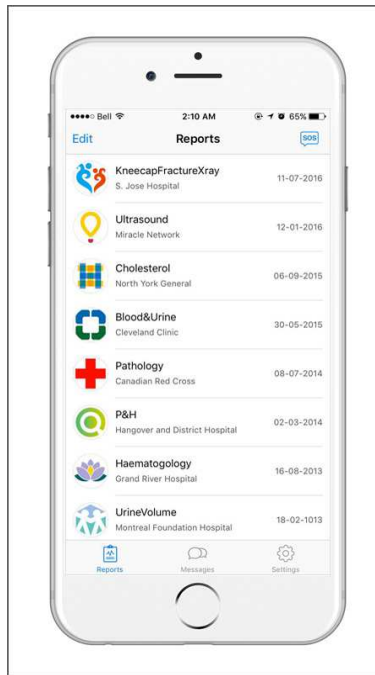 Bell 2:10 AM 65%
Edit Reports SOS
KneecapFractureXray
S. Jose Hospital 11-07-2016
Ultrasound
Miracle Network 12-01-2016
Cholesterol
North York General 06-09-2015
Blood&Urine
Cleveland Clinic 30-05-2015
Pathology
Canadian Red Cross 08-07-2014
P&H
Hangover and District Hospital 02-03-2014
Haematogology
Grand River Hospital 16-08-2013
UrineVolume
Montreal Foundation Hospital 18-02-1013
Reports Messages Settings